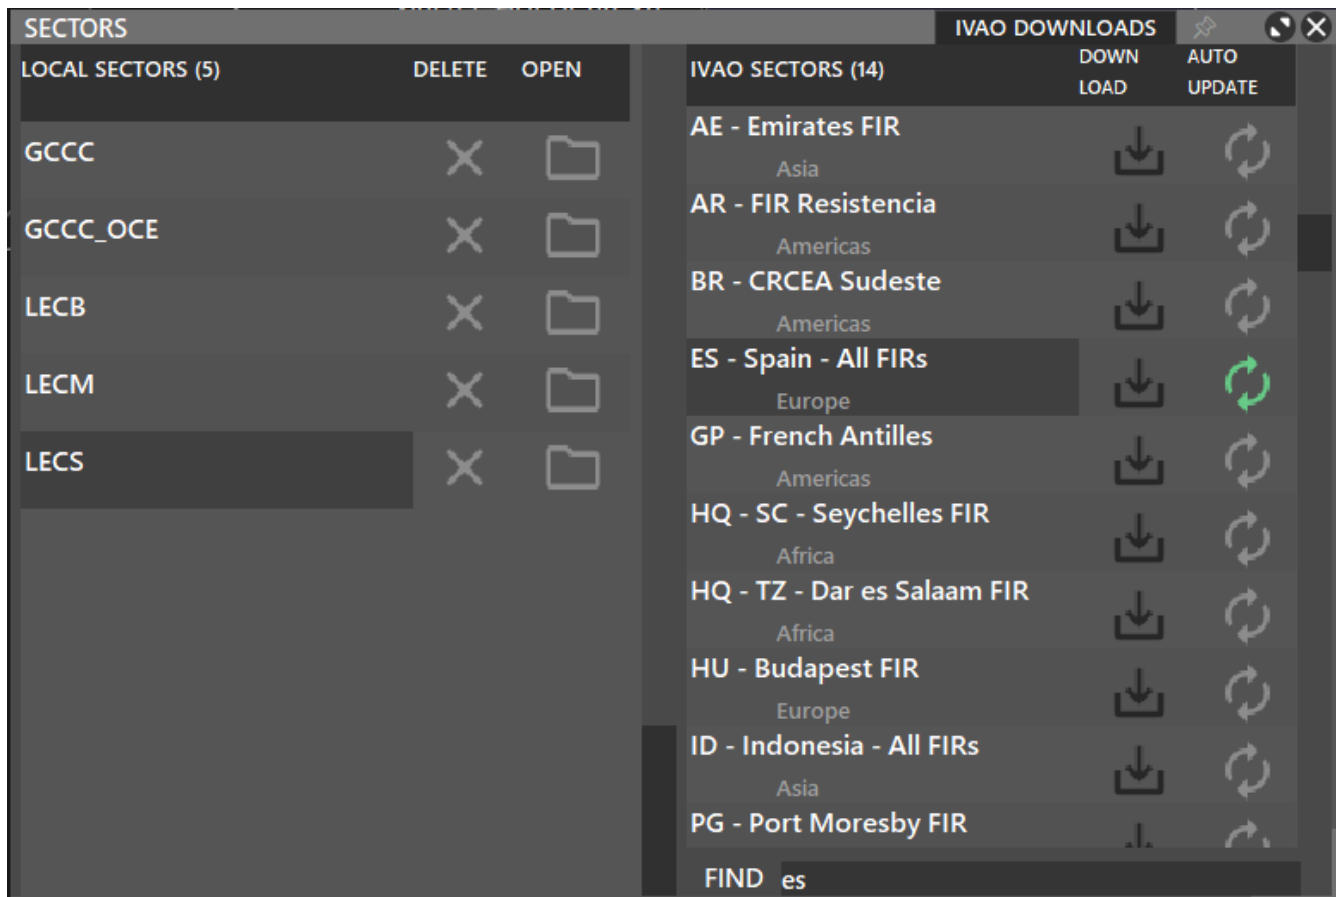 SECTORS
IVAO DOWNLOADS
LOCAL SECTORS (5) DELETE OPEN
GCCC
GCCC_OCE
LECB
LECM
LECS
IVAO SECTORS (14)
DOWN
LOAD
AUTO
UPDATE
AE - Emirates FIR
Asia
AR - FIR Resistencia
Americas
BR - CRCEA Sudeste
Americas
ES - Spain - All FIRs
Europe
GP - French Antilles
Americas
HQ - SC - Seychelles FIR
Africa
HQ - TZ - Dar es Salaam FIR
Africa
HU - Budapest FIR
Europe
ID - Indonesia - All FIRs
Asia
PG - Port Moresby FIR
FIND es